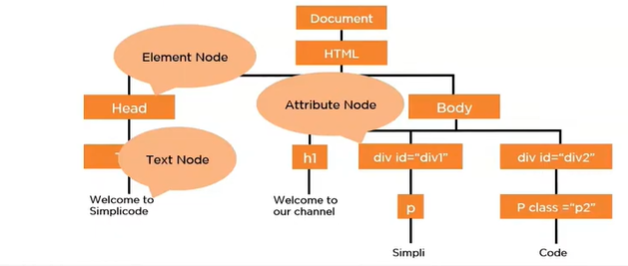 Document
HTML
Element Node
Head
Attribute Node
Body
Text Node
h1
div id="div1"
div id="div2"
Welcome to
Simplicode
Welcome to
our channel
p
P class ="p2"
Simpli
Code